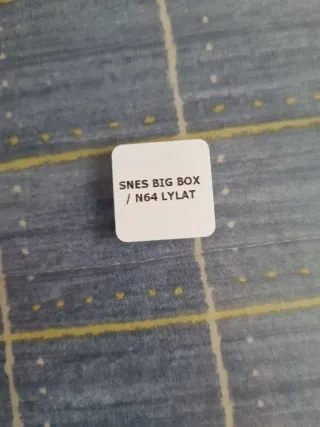 SNES BIG BOX
/ N64 LYLAT